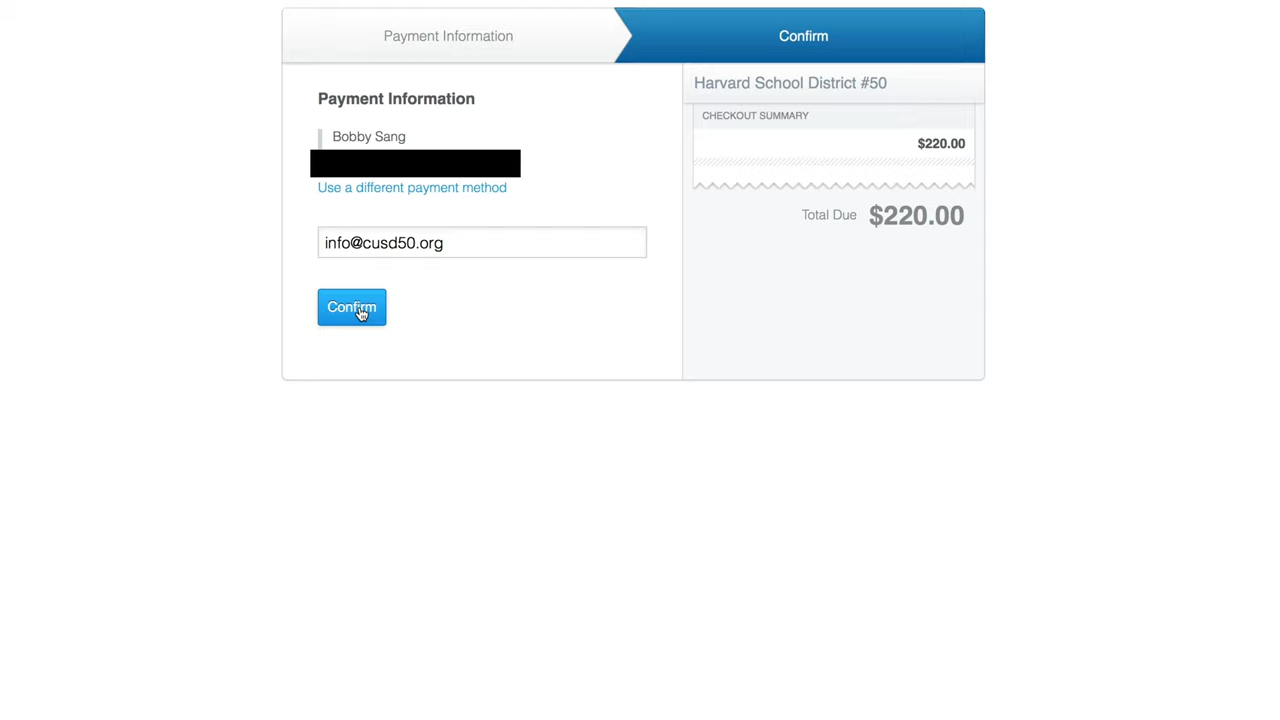 Payment Information
Confirm
Payment Information
Bobby Sang
Use a different payment method
info@cusd50.org
Confirm
Harvard School District #50
CHECKOUT SUMMARY
$220.00
Total Due $220.00